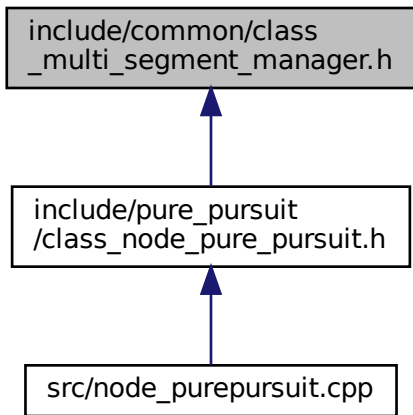 include/common/class
_multi_segment_manager.h
include/pure_pursuit
/class_node_pure_pursuit.h
src/node_purepursuit.cpp